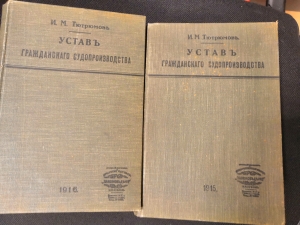 И. М. Тютрюмовъ.
УСТАВЪ
ГРАЖДАНСКАГО СУДОПРОИЗВОДСТВА
1916.
И. М. Тютрюмовъ.
УСТАВЪ
ГРАЖДАНСКАГО СУДОПРОИЗВОДСТВА
1915.